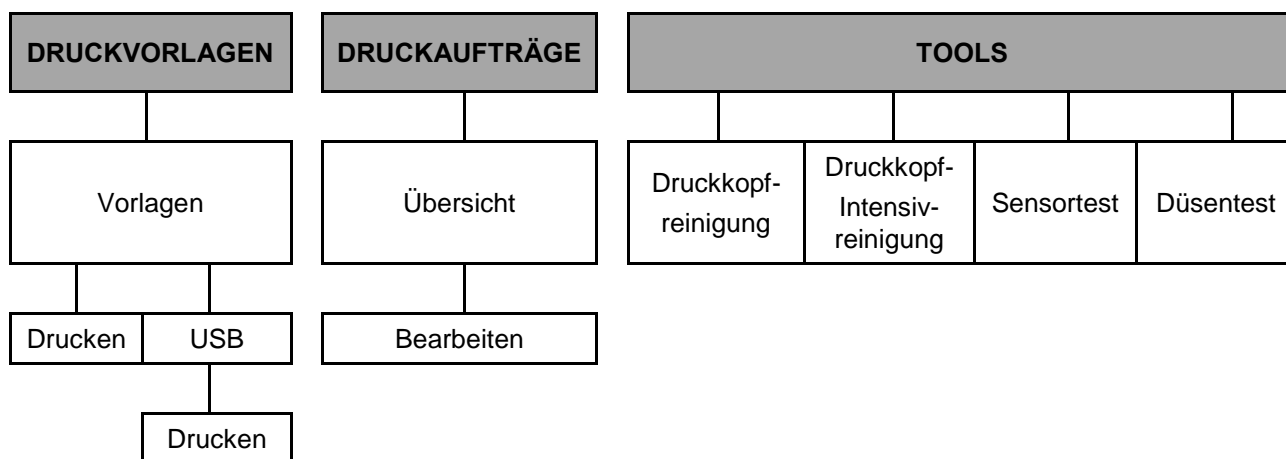 DRUCKVORLAGEN
DRUCKAUFTRÄGE
TOOLS
Vorlagen
Übersicht
Druckkopf-
reinigung
Druckkopf-
Intensiv-
reinigung
Sensortest
Düsentest
Drucken
USB
Bearbeiten
Drucken